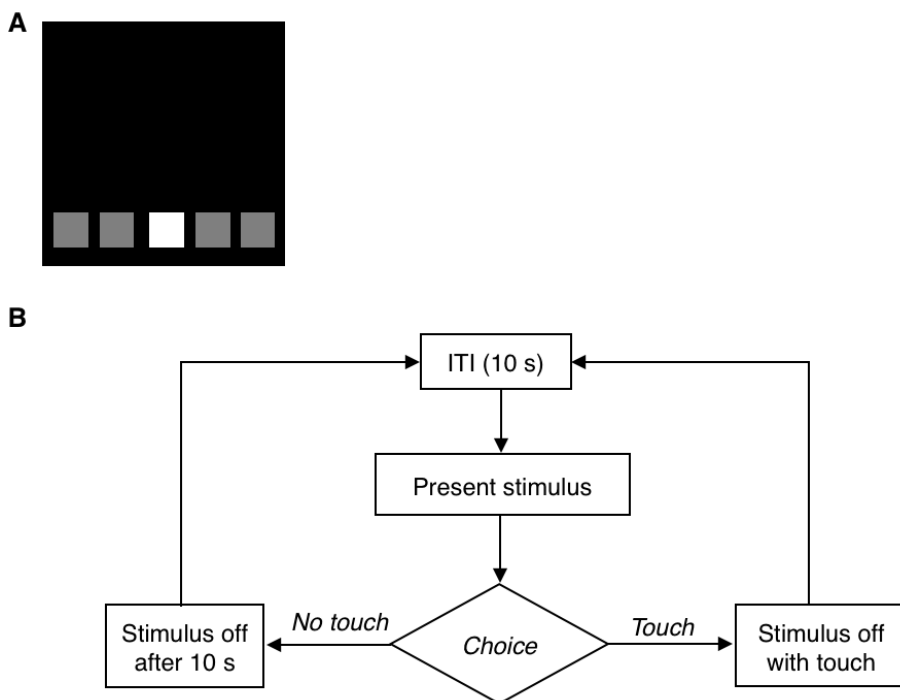 A
B
ITI (10 s)
Present stimulus
No touch
Choice
Touch
Stimulus off
after 10 s
Stimulus off
with touch